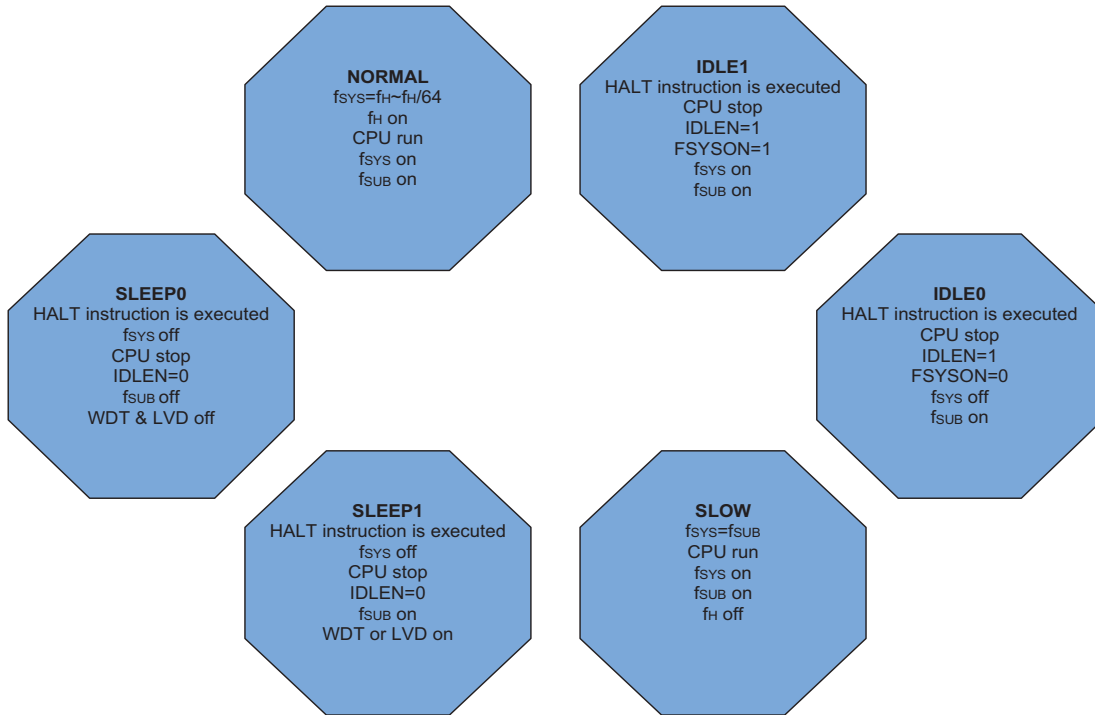 NORMAL
fSYS=fH~fH/64
fH on
CPU run
fSYS on
fSUB on
IDLE1
HALT instruction is executed
CPU stop
IDLEN=1
FSYSON=1
fSYS on
fSUB on
SLEEP0
HALT instruction is executed
fSYS off
CPU stop
IDLEN=0
fSUB off
WDT & LVD off
IDLE0
HALT instruction is executed
CPU stop
IDLEN=1
FSYSON=0
fSYS off
fSUB on
SLEEP1
HALT instruction is executed
fSYS off
CPU stop
IDLEN=0
fSUB on
WDT or LVD on
SLOW
fSYS=fSUB
CPU run
fSYS on
fSUB on
fH off